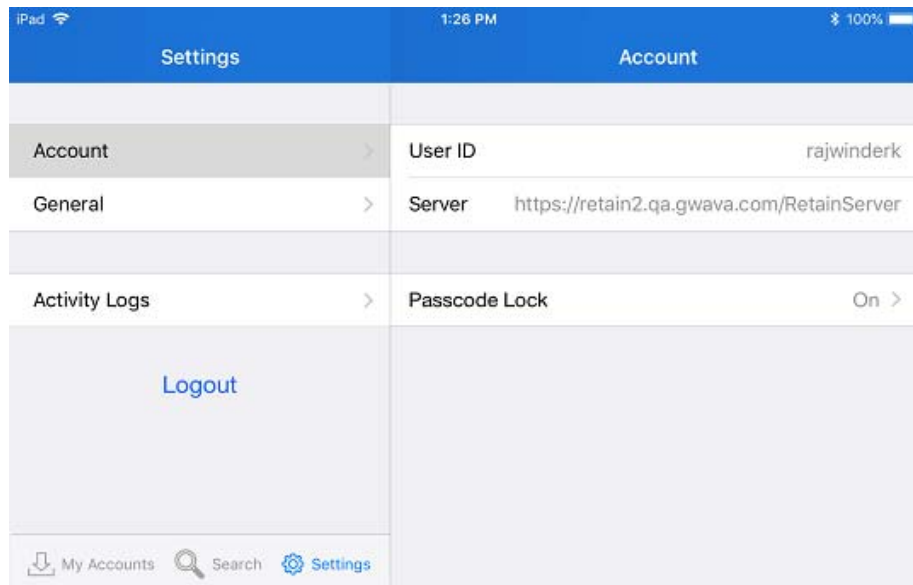 iPad 1:26 PM 100%
Settings
Account
Account
General
Activity Logs
Logout
My Accounts Search Settings
User ID rajwinderk
Server https://retain2.qa.gwava.com/RetainServer
Passcode Lock On